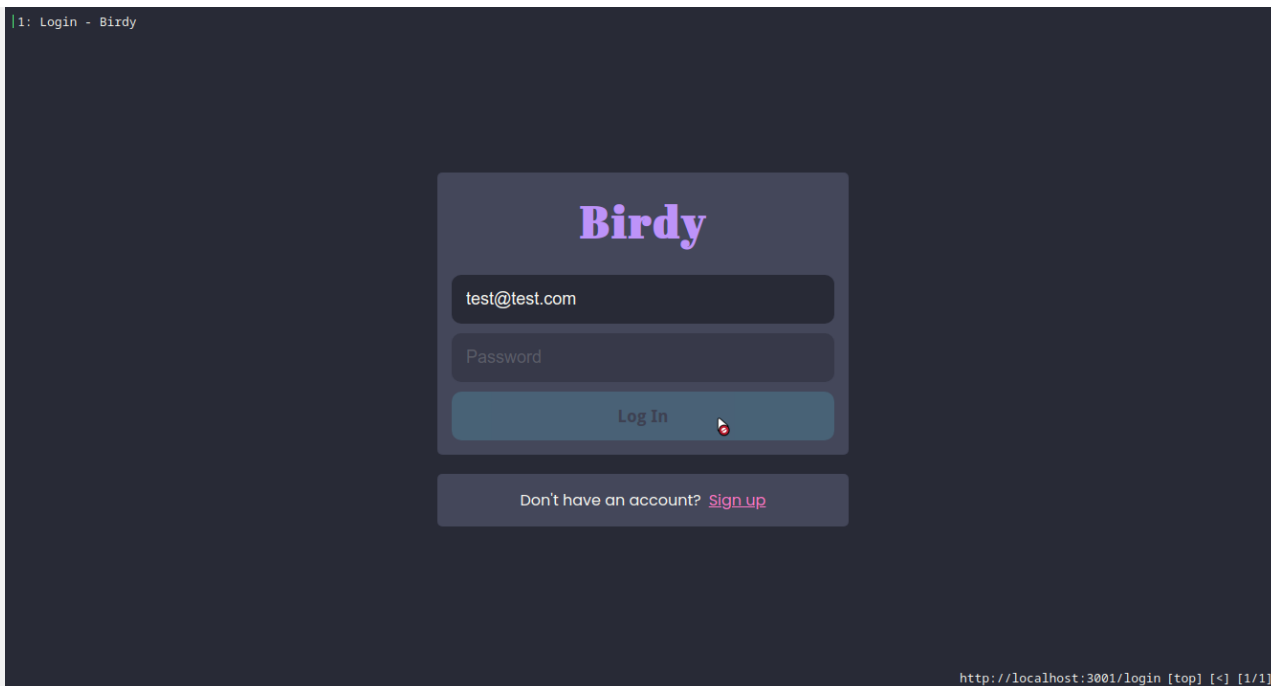 1: Login - Birdy
Birdy
test@test.com
Password
Log In
Don't have an account? Sign up
http://localhost:3001/login [top] [<] [1/1]